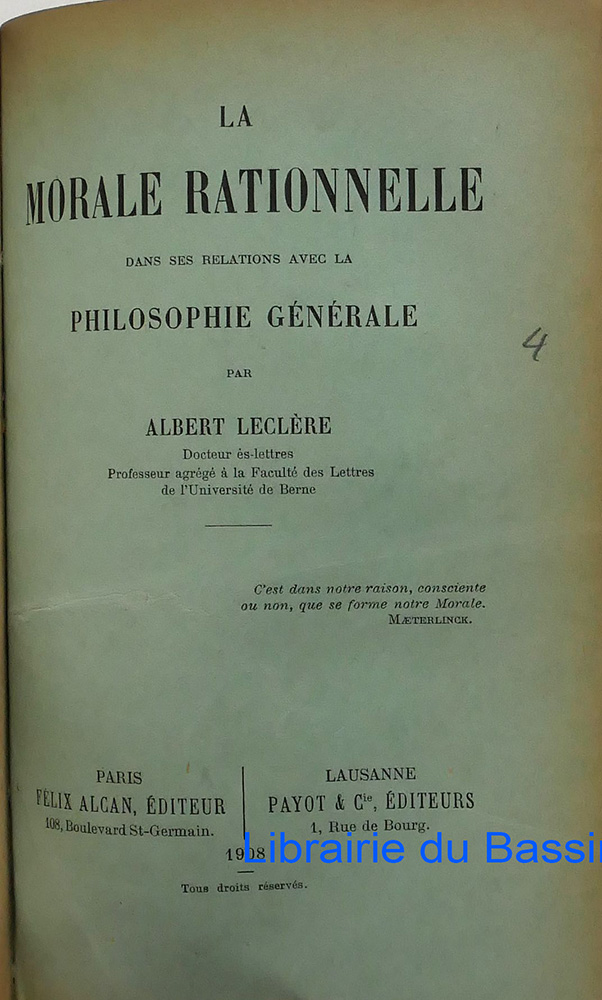 LA
MORALE RATIONNELLE
DANS SES RELATIONS AVEC LA
PHILOSOPHIE GÉNÉRALE
4
PAR
ALBERT LECLÈRE
Docteur ès-lettres
Professeur agrégé à la Faculté des Lettres
de l'Université de Berne
C'est dans notre raison, consciente
ou non, que se forme notre Morale.
MÆTERLINCK.
PARIS
FÉLIX ALCAN, ÉDITEUR
108, Boulevard St-Germain.
LAUSANNE
PAYOT & Cie, ÉDITEURS
1, Rue de Bourg.
1908
Librairie du Bassin
Tous droits réservés.